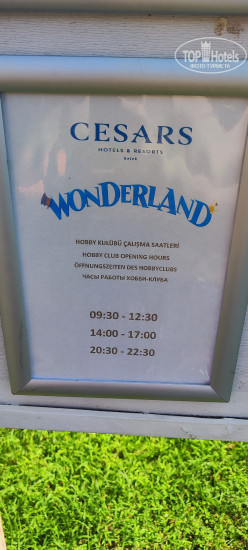 TOP Hotels
CESARS
HOTELS & RESORTS
belek
WONDERLAND
HOBBY KULÜBÜ ÇALIŞMA SAATLERİ
HOBBY CLUB OPENING HOURS
ÖFFNUNGSZEITEN DES HOBBYCLUBS
ЧАСЫ РАБОТЫ ХОББИ-КЛУБА
09:30 - 12:30
14:00 - 17:00
20:30 - 22:30